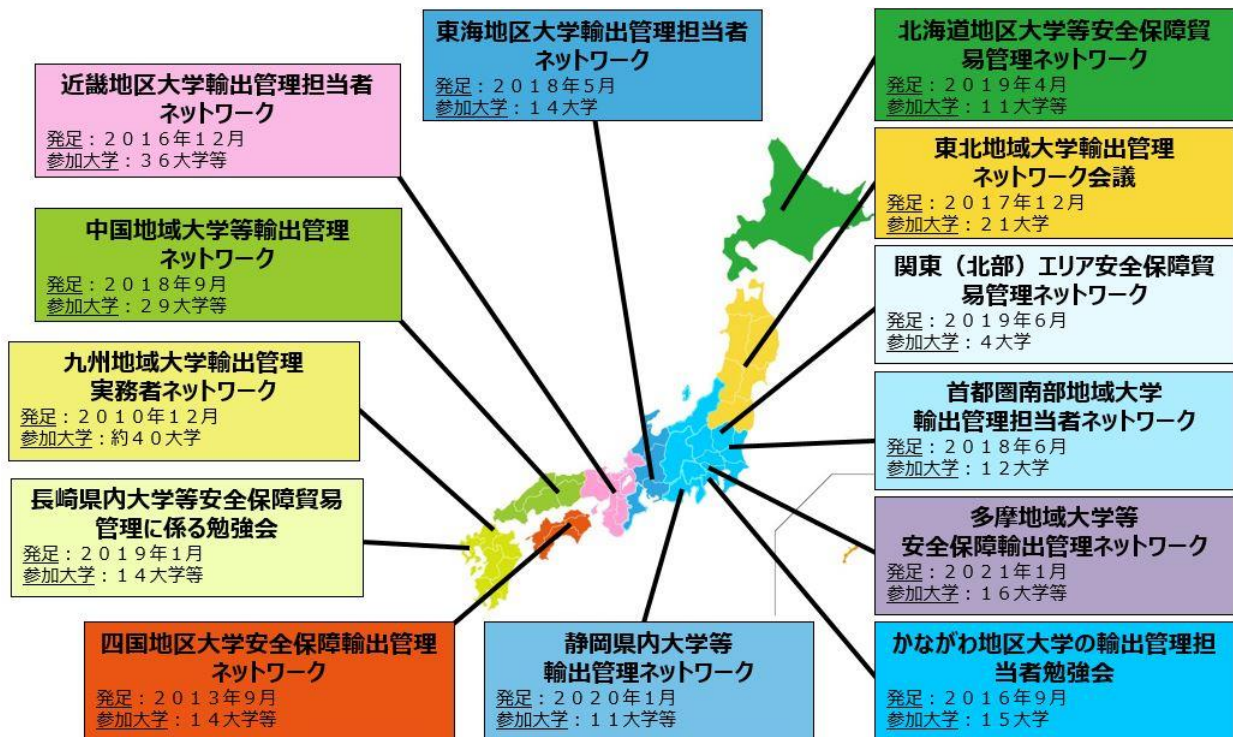 東海地区大学輸出管理担当者
ネットワーク
発足：２０１８年５月
参加大学：１４大学
北海道地区大学等安全保障貿
易管理ネットワーク
発足：２０１９年４月
参加大学：１１大学等
近畿地区大学輸出管理担当者
ネットワーク
発足：２０１６年１２月
参加大学：３６大学等
東北地域大学輸出管理
ネットワーク会議
発足：２０１７年１２月
参加大学：２１大学
中国地域大学等輸出管理
ネットワーク
発足：２０１８年９月
参加大学：２９大学等
関東（北部）エリア安全保障貿
易管理ネットワーク
発足：２０１９年６月
参加大学：４大学
九州地域大学輸出管理
実務者ネットワーク
発足：２０１０年１２月
参加大学：約４０大学
首都圏南部地域大学
輸出管理担当者ネットワーク
発足：２０１８年６月
参加大学：１２大学
長崎県内大学等安全保障貿易
管理に係る勉強会
発足：２０１９年１月
参加大学：１４大学等
多摩地域大学等
安全保障輸出管理ネットワーク
発足：２０２１年１月
参加大学：１６大学等
四国地区大学安全保障輸出管理
ネットワーク
発足：２０１３年９月
参加大学：１４大学等
静岡県内大学等
輸出管理ネットワーク
発足：２０２０年１月
参加大学：１１大学等
かながわ地区大学の輸出管理担
当者勉強会
発足：２０１６年９月
参加大学：１５大学